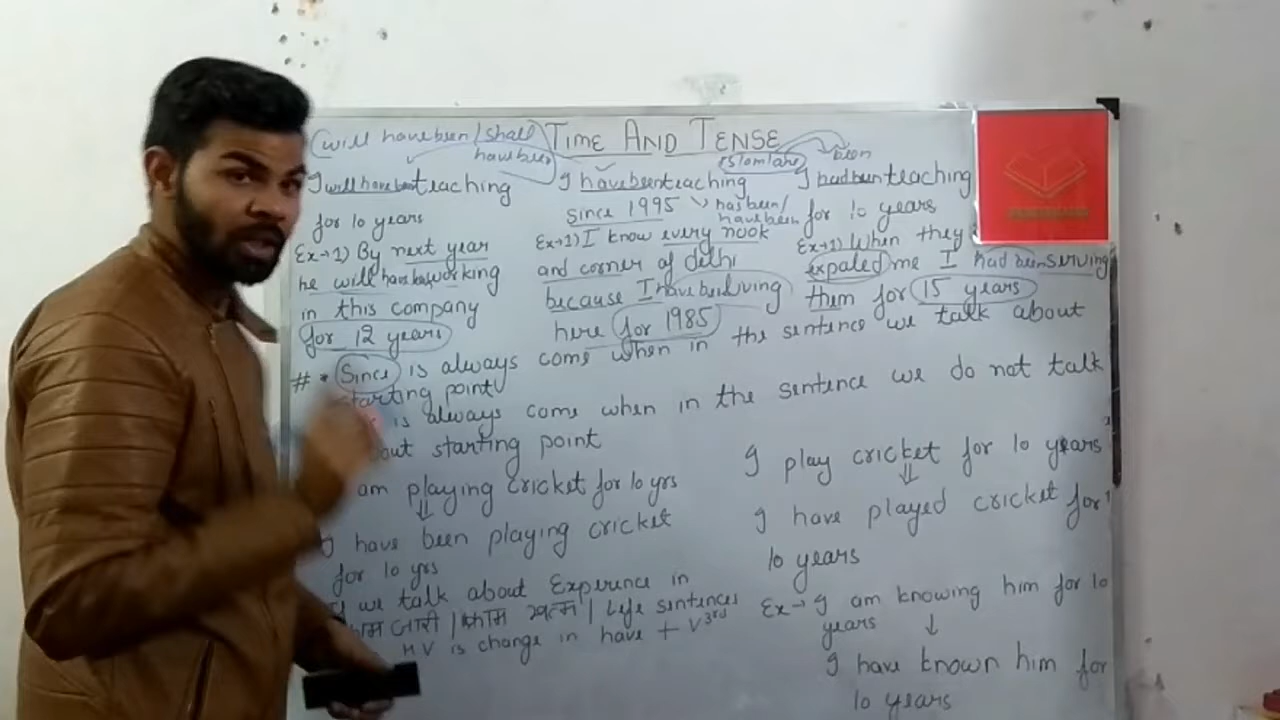 (will have been / shall) TIME AND TENSE
have been
been
I will have been teaching
for 10 years
Ex→1) By next year
he will have been working
in this company
for 12 years
I have been teaching
since 1995 → has been/
have been
Ex→1) I know every nook
and corner of delhi
because I have been living
here for 1985
I had been teaching
for 10 years
Ex→1) When they
expaled me I had been serving
them for 15 years
# * Since is always come when in the sentence we talk about
starting point
is always come when in the sentence we do not talk
about starting point
am playing cricket for 10 yrs
⇓
I have been playing cricket
for 10 yrs
If we talk about Experince in
काम जारी / काम खत्म / Life sentences
H.V is change in have + V3rd
I play cricket for 10 years
⇓
I have played cricket for
10 years
Ex→ I am knowing him for 10
years ↓
I have known him for
10 years